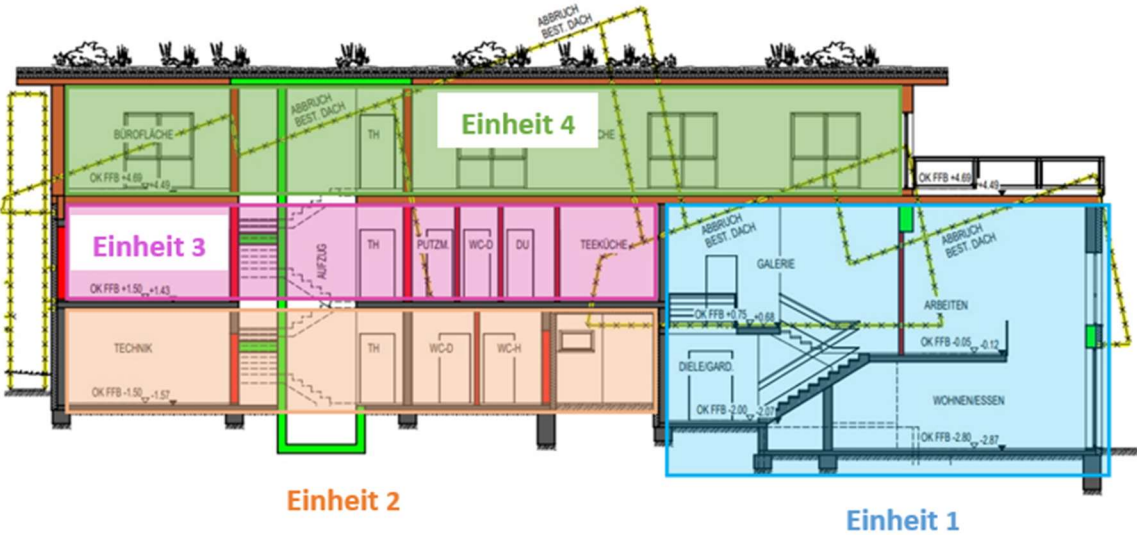 ABBRUCH
BEST. DACH
ABBRUCH
BEST. DACH
Einheit 4
BÜROFLÄCHE
TH
OK FFB +4.69
+4.49
OK FFB +4.69
+4.49
ABBRUCH
BEST. DACH
ABBRUCH
BEST. DACH
Einheit 3
AUFZUG
TH
PUTZM.
WC-D
DU
TEEKÜCHE
GALERIE
OK FFB +1.50
+1.43
ARBEITEN
OK FFB +0.75
+0.68
OK FFB -0.05
-0.12
TECHNIK
TH
WC-D
WC-H
DIELE/GARD.
OK FFB -1.50
-1.57
WOHNEN/ESSEN
OK FFB -2.00
-2.07
OK FFB -2.80
-2.87
Einheit 2
Einheit 1